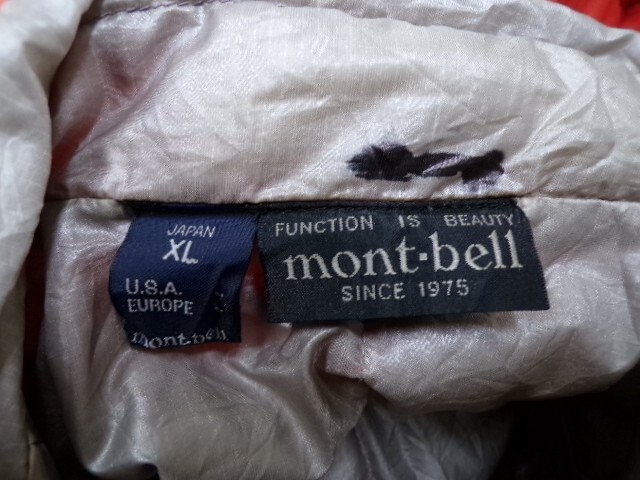 JAPAN
XL
U.S.A.
EUROPE
mont-bell
FUNCTION IS BEAUTY
mont-bell
SINCE 1975